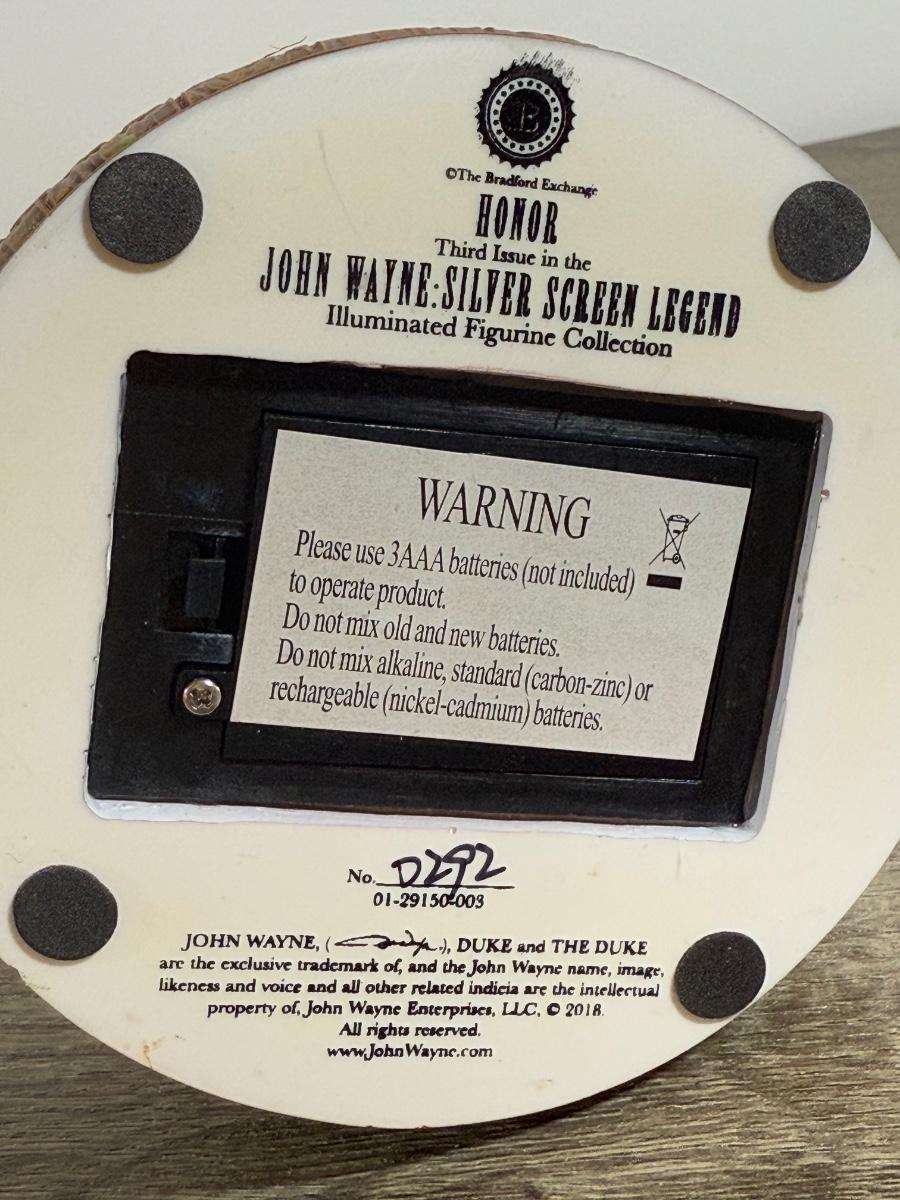 B
©The Bradford Exchange
HONOR
Third Issue in the
JOHN WAYNE:SILVER SCREEN LEGEND
Illuminated Figurine Collection
WARNING
Please use 3AAA batteries (not included)
to operate product.
Do not mix old and new batteries.
Do not mix alkaline, standard (carbon-zinc) or
rechargeable (nickel-cadmium) batteries.
No. D292
01-29150-003
JOHN WAYNE, ( ), DUKE and THE DUKE
are the exclusive trademark of, and the John Wayne name, image,
likeness and voice and all other related indicia are the intellectual
property of, John Wayne Enterprises, LLC, © 2018.
All rights reserved.
www.JohnWayne.com